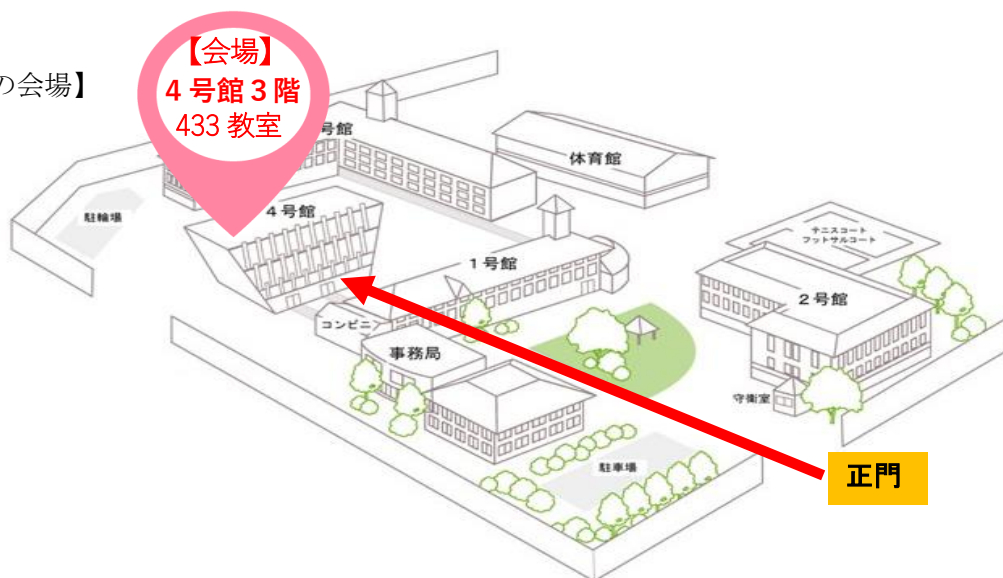 の会場】
【会場】
４号館３階
433 教室
号館
体育館
駐輪場
４号館
テニスコート
フットサルコート
１号館
２号館
コンビニ
事務局
守衛室
駐車場
正門